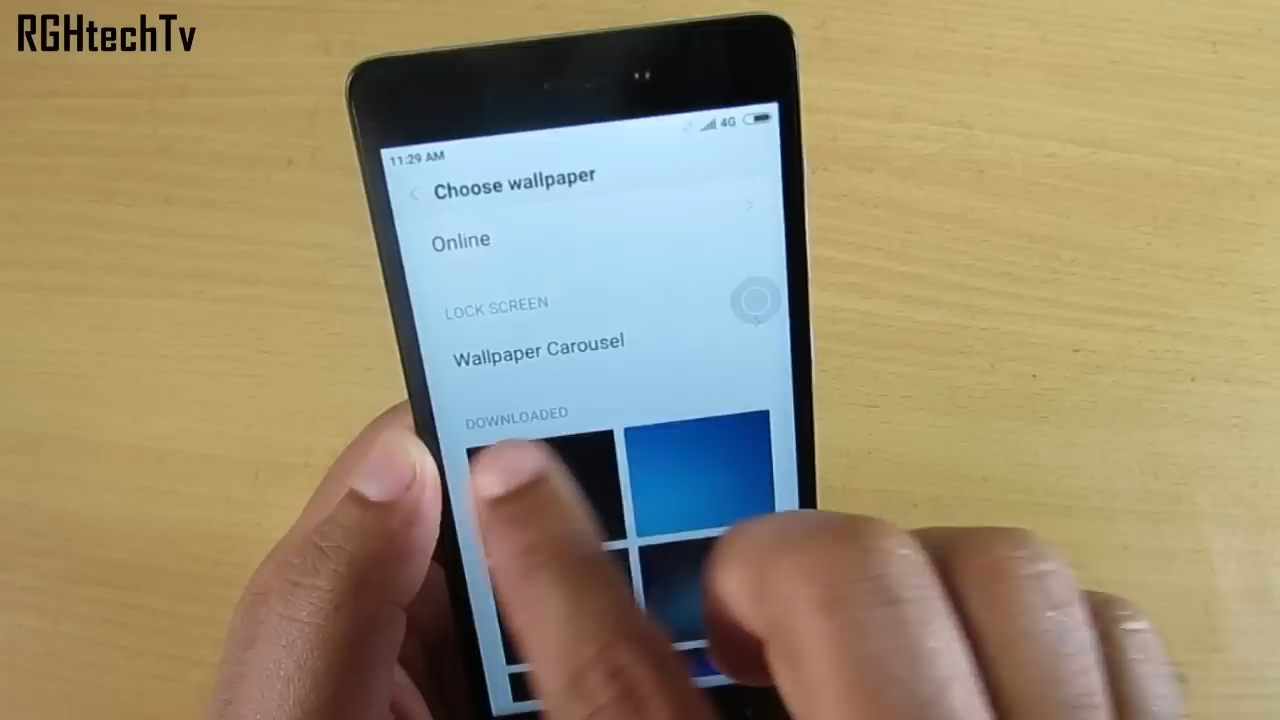 RGHtechTv
11:29 AM
4G
Choose wallpaper
Online
LOCK SCREEN
Wallpaper Carousel
DOWNLOADED